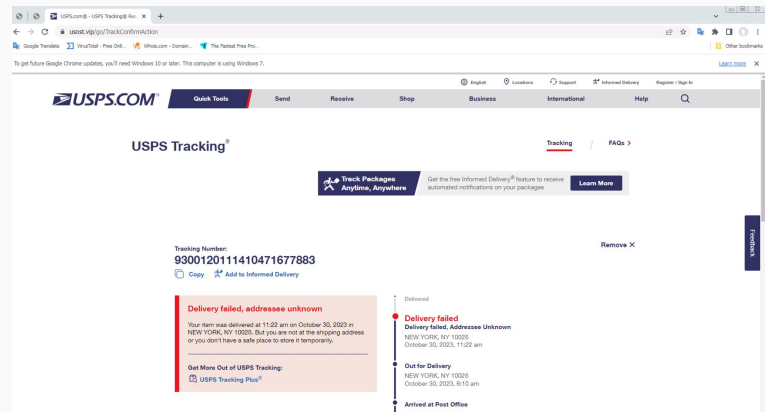 USPS.com® - USPS Tracking® Res
usost.vip/go/TrackConfirmAction
Google Translate VirusTotal - Free Onli... Whois.com - Domain... The Fastest Free Pro... Other bookmarks
To get future Google Chrome updates, you'll need Windows 10 or later. This computer is using Windows 7. Learn more
English Locations Support Informed Delivery Register / Sign In
USPS.COM®
Quick Tools Send Receive Shop Business International Help
USPS Tracking®
Tracking FAQs
Track Packages
Anytime, Anywhere
Get the free Informed Delivery® feature to receive
automated notifications on your packages
Learn More
Feedback
Tracking Number:
Remove X
9300120111410471677883
Copy Add to Informed Delivery
Delivery failed, addressee unknown
Your item was delivered at 11:22 am on October 30, 2023 in
NEW YORK, NY 10028. But you are not at the shipping address
or you don't have a safe place to store it temporarily.
Get More Out of USPS Tracking:
USPS Tracking Plus®
Delivered
Delivery failed
Delivery failed, Addressee Unknown
NEW YORK, NY 10028
October 30, 2023, 11:22 am
Out for Delivery
NEW YORK, NY 10028
October 30, 2023, 6:10 am
Arrived at Post Office